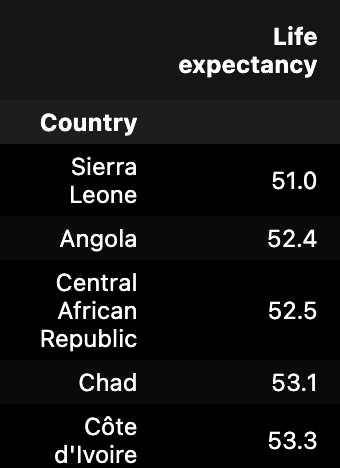 Life
expectancy
Country
Sierra
Leone
51.0
Angola
52.4
Central
African
Republic
52.5
Chad
53.1
Côte
d'Ivoire
53.3